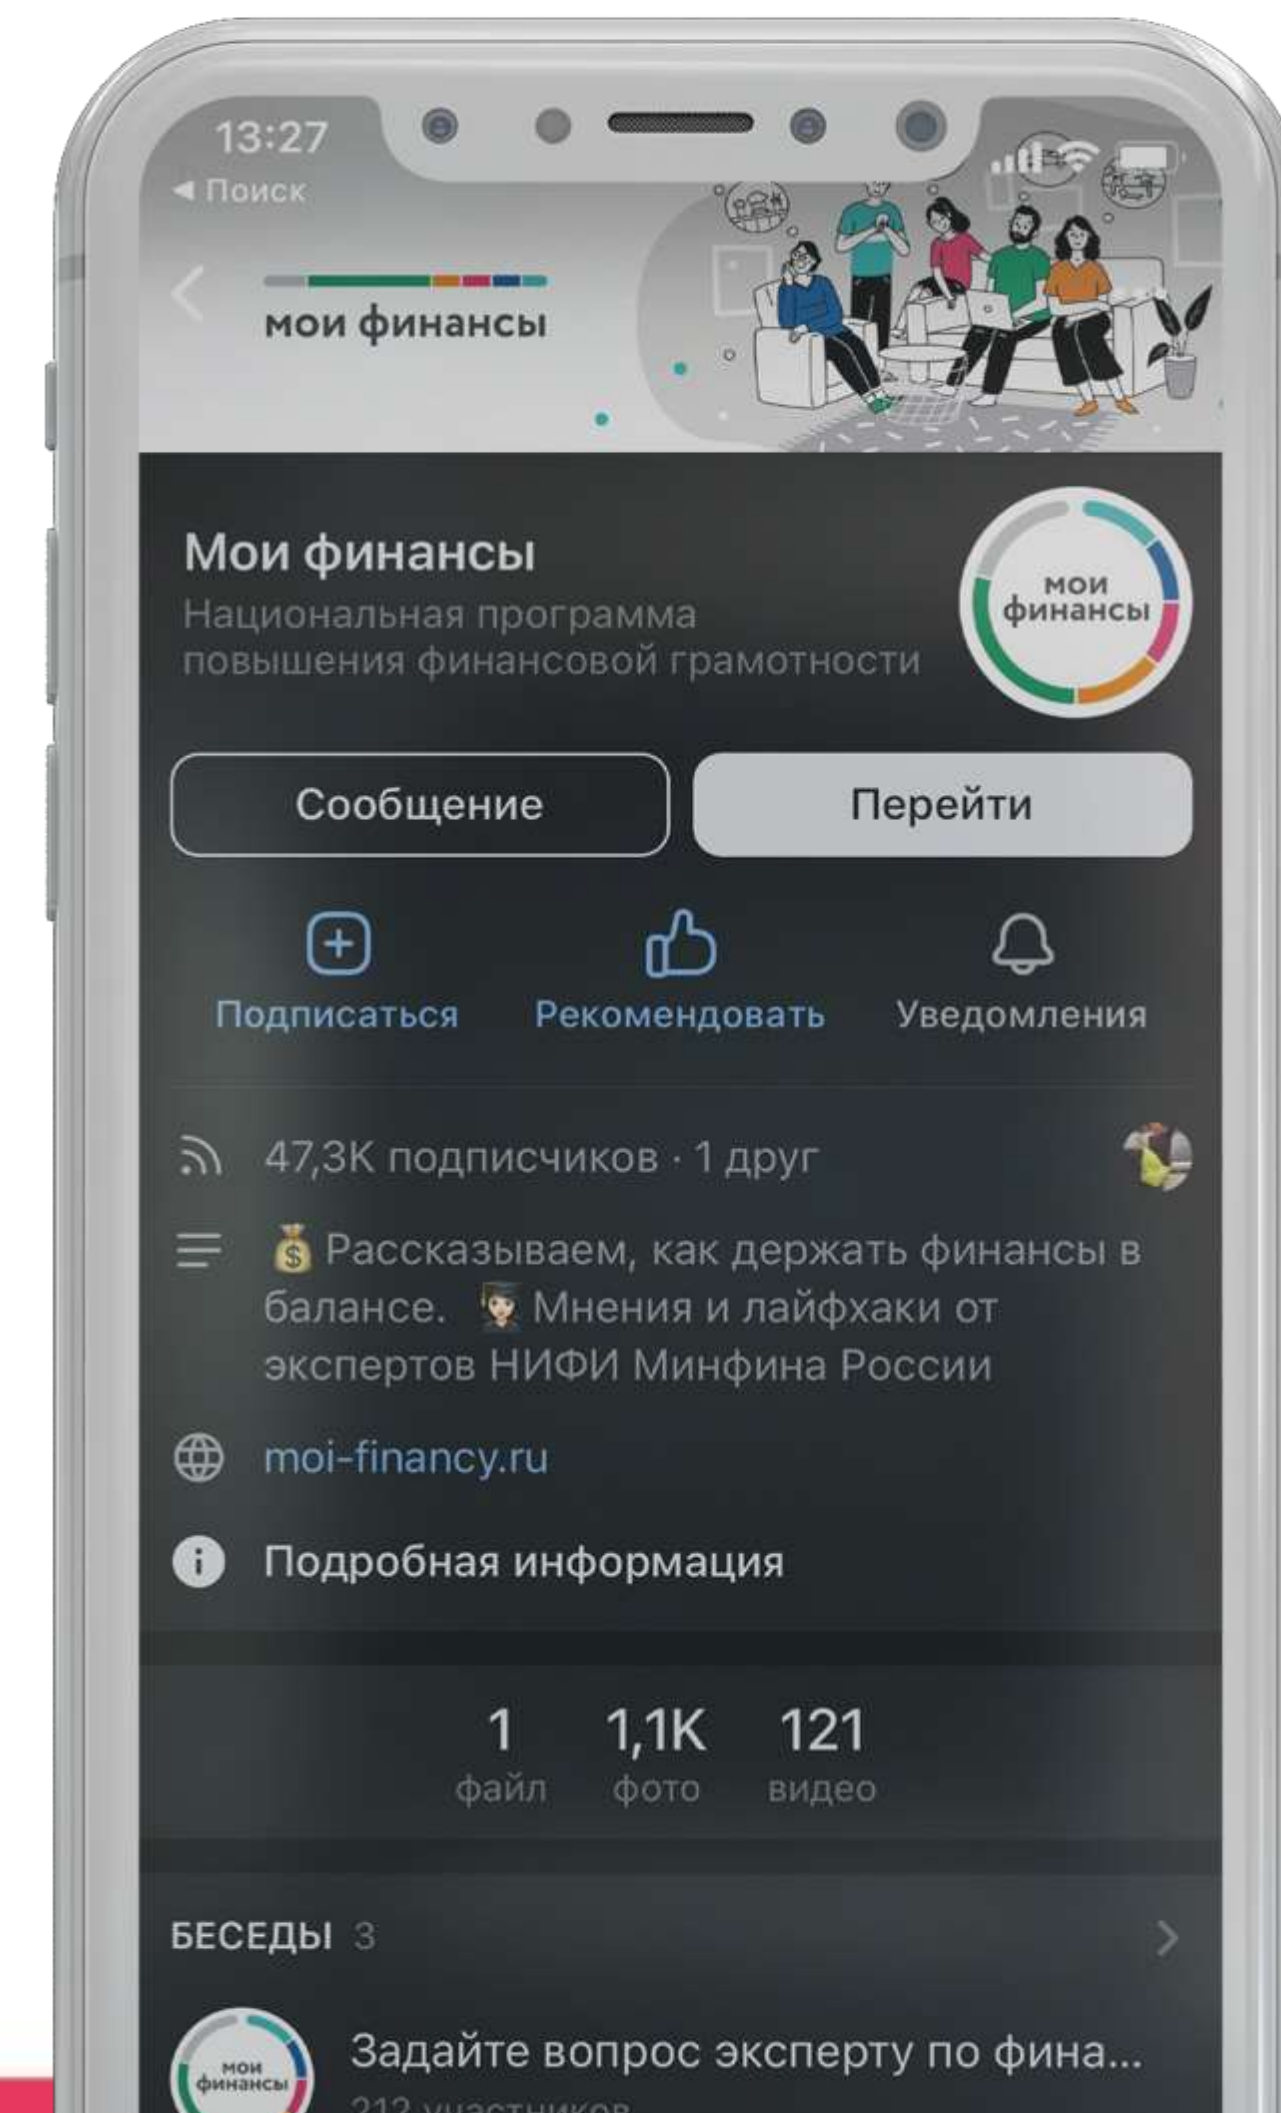 13:27
Поиск
мои финансы
Мои финансы
Национальная программа
повышения финансовой грамотности
мои
финансы
Сообщение
Перейти
Подписаться
Рекомендовать
Уведомления
47,3K подписчиков · 1 друг
💰 Рассказываем, как держать финансы в
балансе. 👩🏻‍🎓 Мнения и лайфхаки от
экспертов НИФИ Минфина России
moi-financy.ru
Подробная информация
1 1,1K 121
файл фото видео
БЕСЕДЫ 3
мои
финансы
Задайте вопрос эксперту по фина...
212 участников